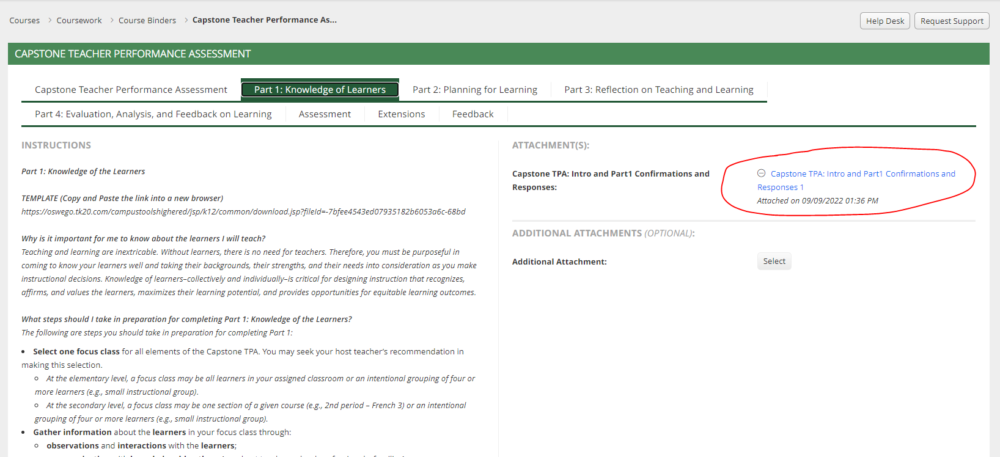 Courses > Coursework > Course Binders > Capstone Teacher Performance As...
Help Desk
Request Support
CAPSTONE TEACHER PERFORMANCE ASSESSMENT
Capstone Teacher Performance Assessment
Part 1: Knowledge of Learners
Part 2: Planning for Learning
Part 3: Reflection on Teaching and Learning
Part 4: Evaluation, Analysis, and Feedback on Learning
Assessment
Extensions
Feedback
INSTRUCTIONS
Part 1: Knowledge of the Learners
TEMPLATE (Copy and Paste the link into a new browser)
https://oswego.tk20.com/campustoolshighered/jsp/k12/common/download.jsp?fileId=-7bfee4543ed07935182b6053a6c-68bd
Why is it important for me to know about the learners I will teach?
Teaching and learning are inextricable. Without learners, there is no need for teachers. Therefore, you must be purposeful in
coming to know your learners well and taking their backgrounds, their strengths, and their needs into consideration as you make
instructional decisions. Knowledge of learners–collectively and individually–is critical for designing instruction that recognizes,
affirms, and values the learners, maximizes their learning potential, and provides opportunities for equitable learning outcomes.
What steps should I take in preparation for completing Part 1: Knowledge of the Learners?
The following are steps you should take in preparation for completing Part 1:
• Select one focus class for all elements of the Capstone TPA. You may seek your host teacher's recommendation in
making this selection.
○ At the elementary level, a focus class may be all learners in your assigned classroom or an intentional grouping of four or
more learners (e.g., small instructional group).
○ At the secondary level, a focus class may be one section of a given course (e.g., 2nd period – French 3) or an intentional
grouping of four or more learners (e.g., small instructional group).
• Gather information about the learners in your focus class through:
○ observations and interactions with the learners;
ATTACHMENT(S):
Capstone TPA: Intro and Part1 Confirmations and
Responses:
Capstone TPA: Intro and Part1 Confirmations and
Responses 1
Attached on 09/09/2022 01:36 PM
ADDITIONAL ATTACHMENTS (OPTIONAL):
Additional Attachment:
Select